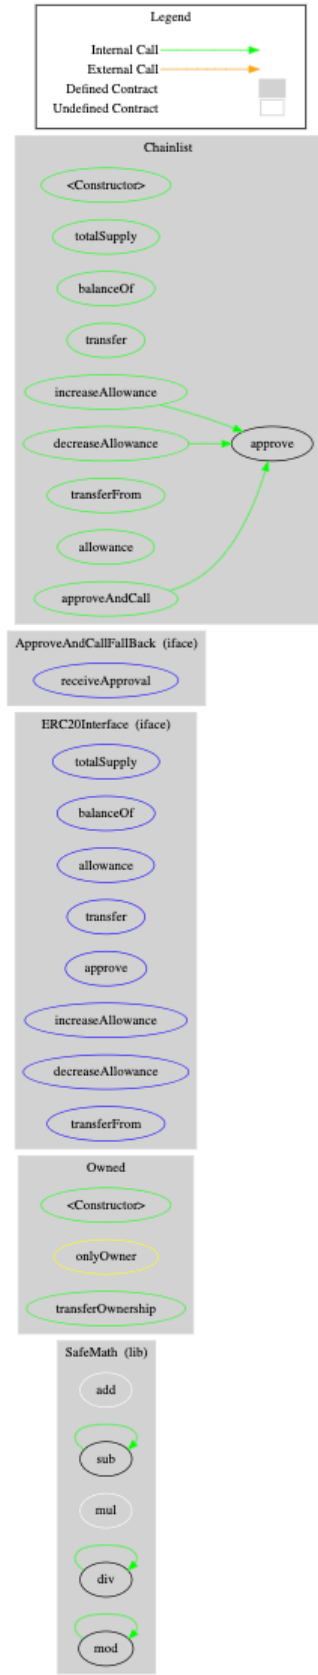 Legend
Internal Call
External Call
Defined Contract
Undefined Contract
Chainlist
<Constructor>
totalSupply
balanceOf
transfer
increaseAllowance
decreaseAllowance
approve
transferFrom
allowance
approveAndCall
ApproveAndCallFallBack (iface)
receiveApproval
ERC20Interface (iface)
totalSupply
balanceOf
allowance
transfer
approve
increaseAllowance
decreaseAllowance
transferFrom
Owned
<Constructor>
onlyOwner
transferOwnership
SafeMath (lib)
add
sub
mul
div
mod